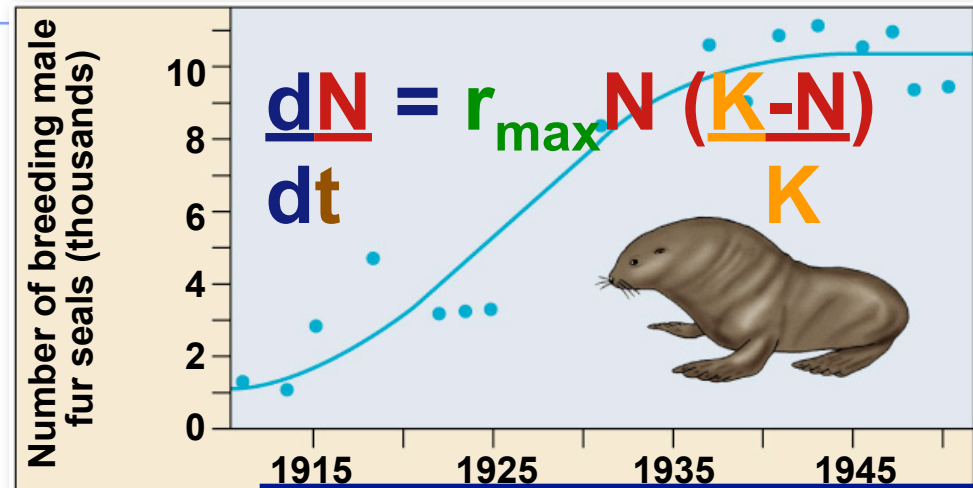 Number of breeding male
fur seals (thousands)
10
8
6
4
2
0
dN = rmaxN (K-N)
dt K
1915 1925 1935 1945